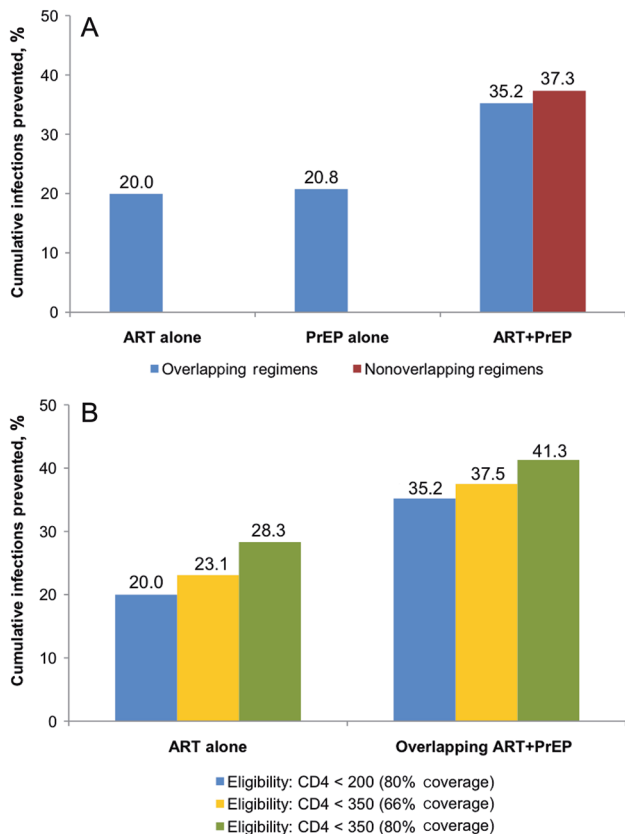 A
Cumulative infections prevented, %
50
40
30
20
10
0
20.0
20.8
35.2
37.3
ART alone
PrEP alone
ART+PrEP
Overlapping regimens
Nonoverlapping regimens
B
Cumulative infections prevented, %
50
40
30
20
10
0
20.0
23.1
28.3
35.2
37.5
41.3
ART alone
Overlapping ART+PrEP
Eligibility: CD4 < 200 (80% coverage)
Eligibility: CD4 < 350 (66% coverage)
Eligibility: CD4 < 350 (80% coverage)